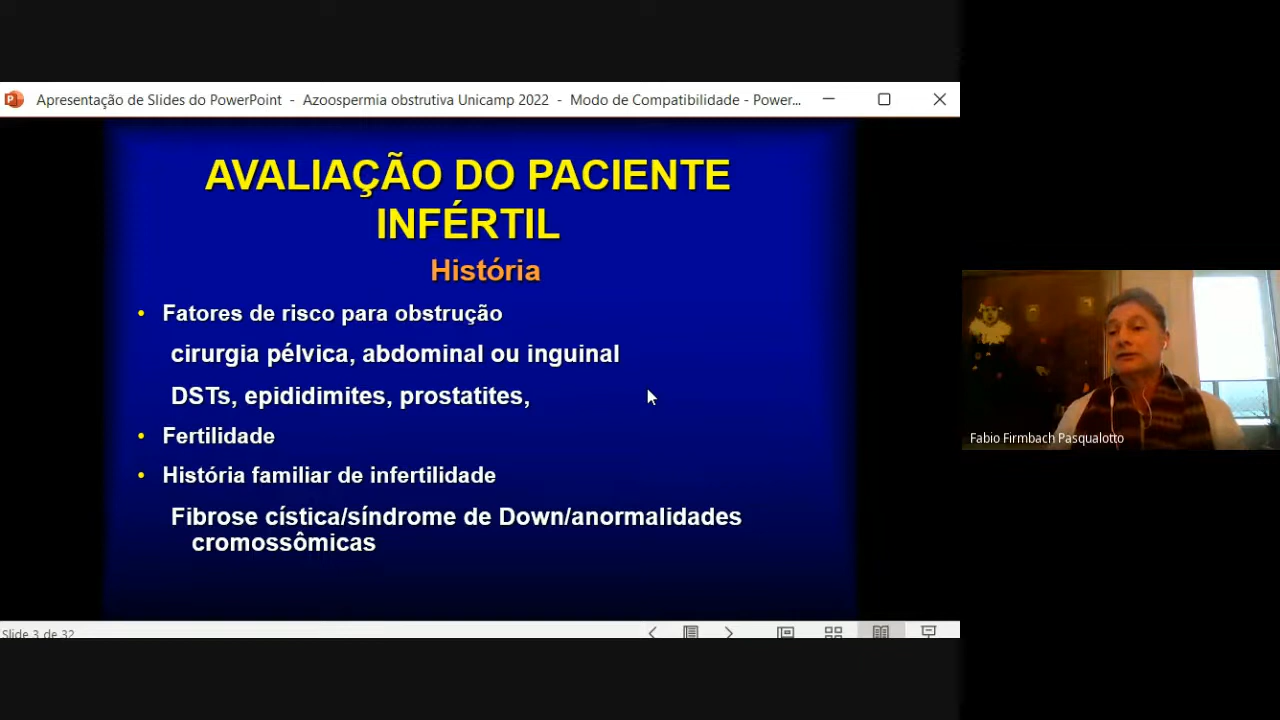 Apresentação de Slides do PowerPoint - Azoospermia obstrutiva Unicamp 2022 - Modo de Compatibilidade - Power...
AVALIAÇÃO DO PACIENTE
INFÉRTIL
História
• Fatores de risco para obstrução
cirurgia pélvica, abdominal ou inguinal
DSTs, epididimites, prostatites,
• Fertilidade
• História familiar de infertilidade
Fibrose cística/síndrome de Down/anormalidades
cromossômicas
Fabio Firmbach Pasqualotto
Slide 3 de 32